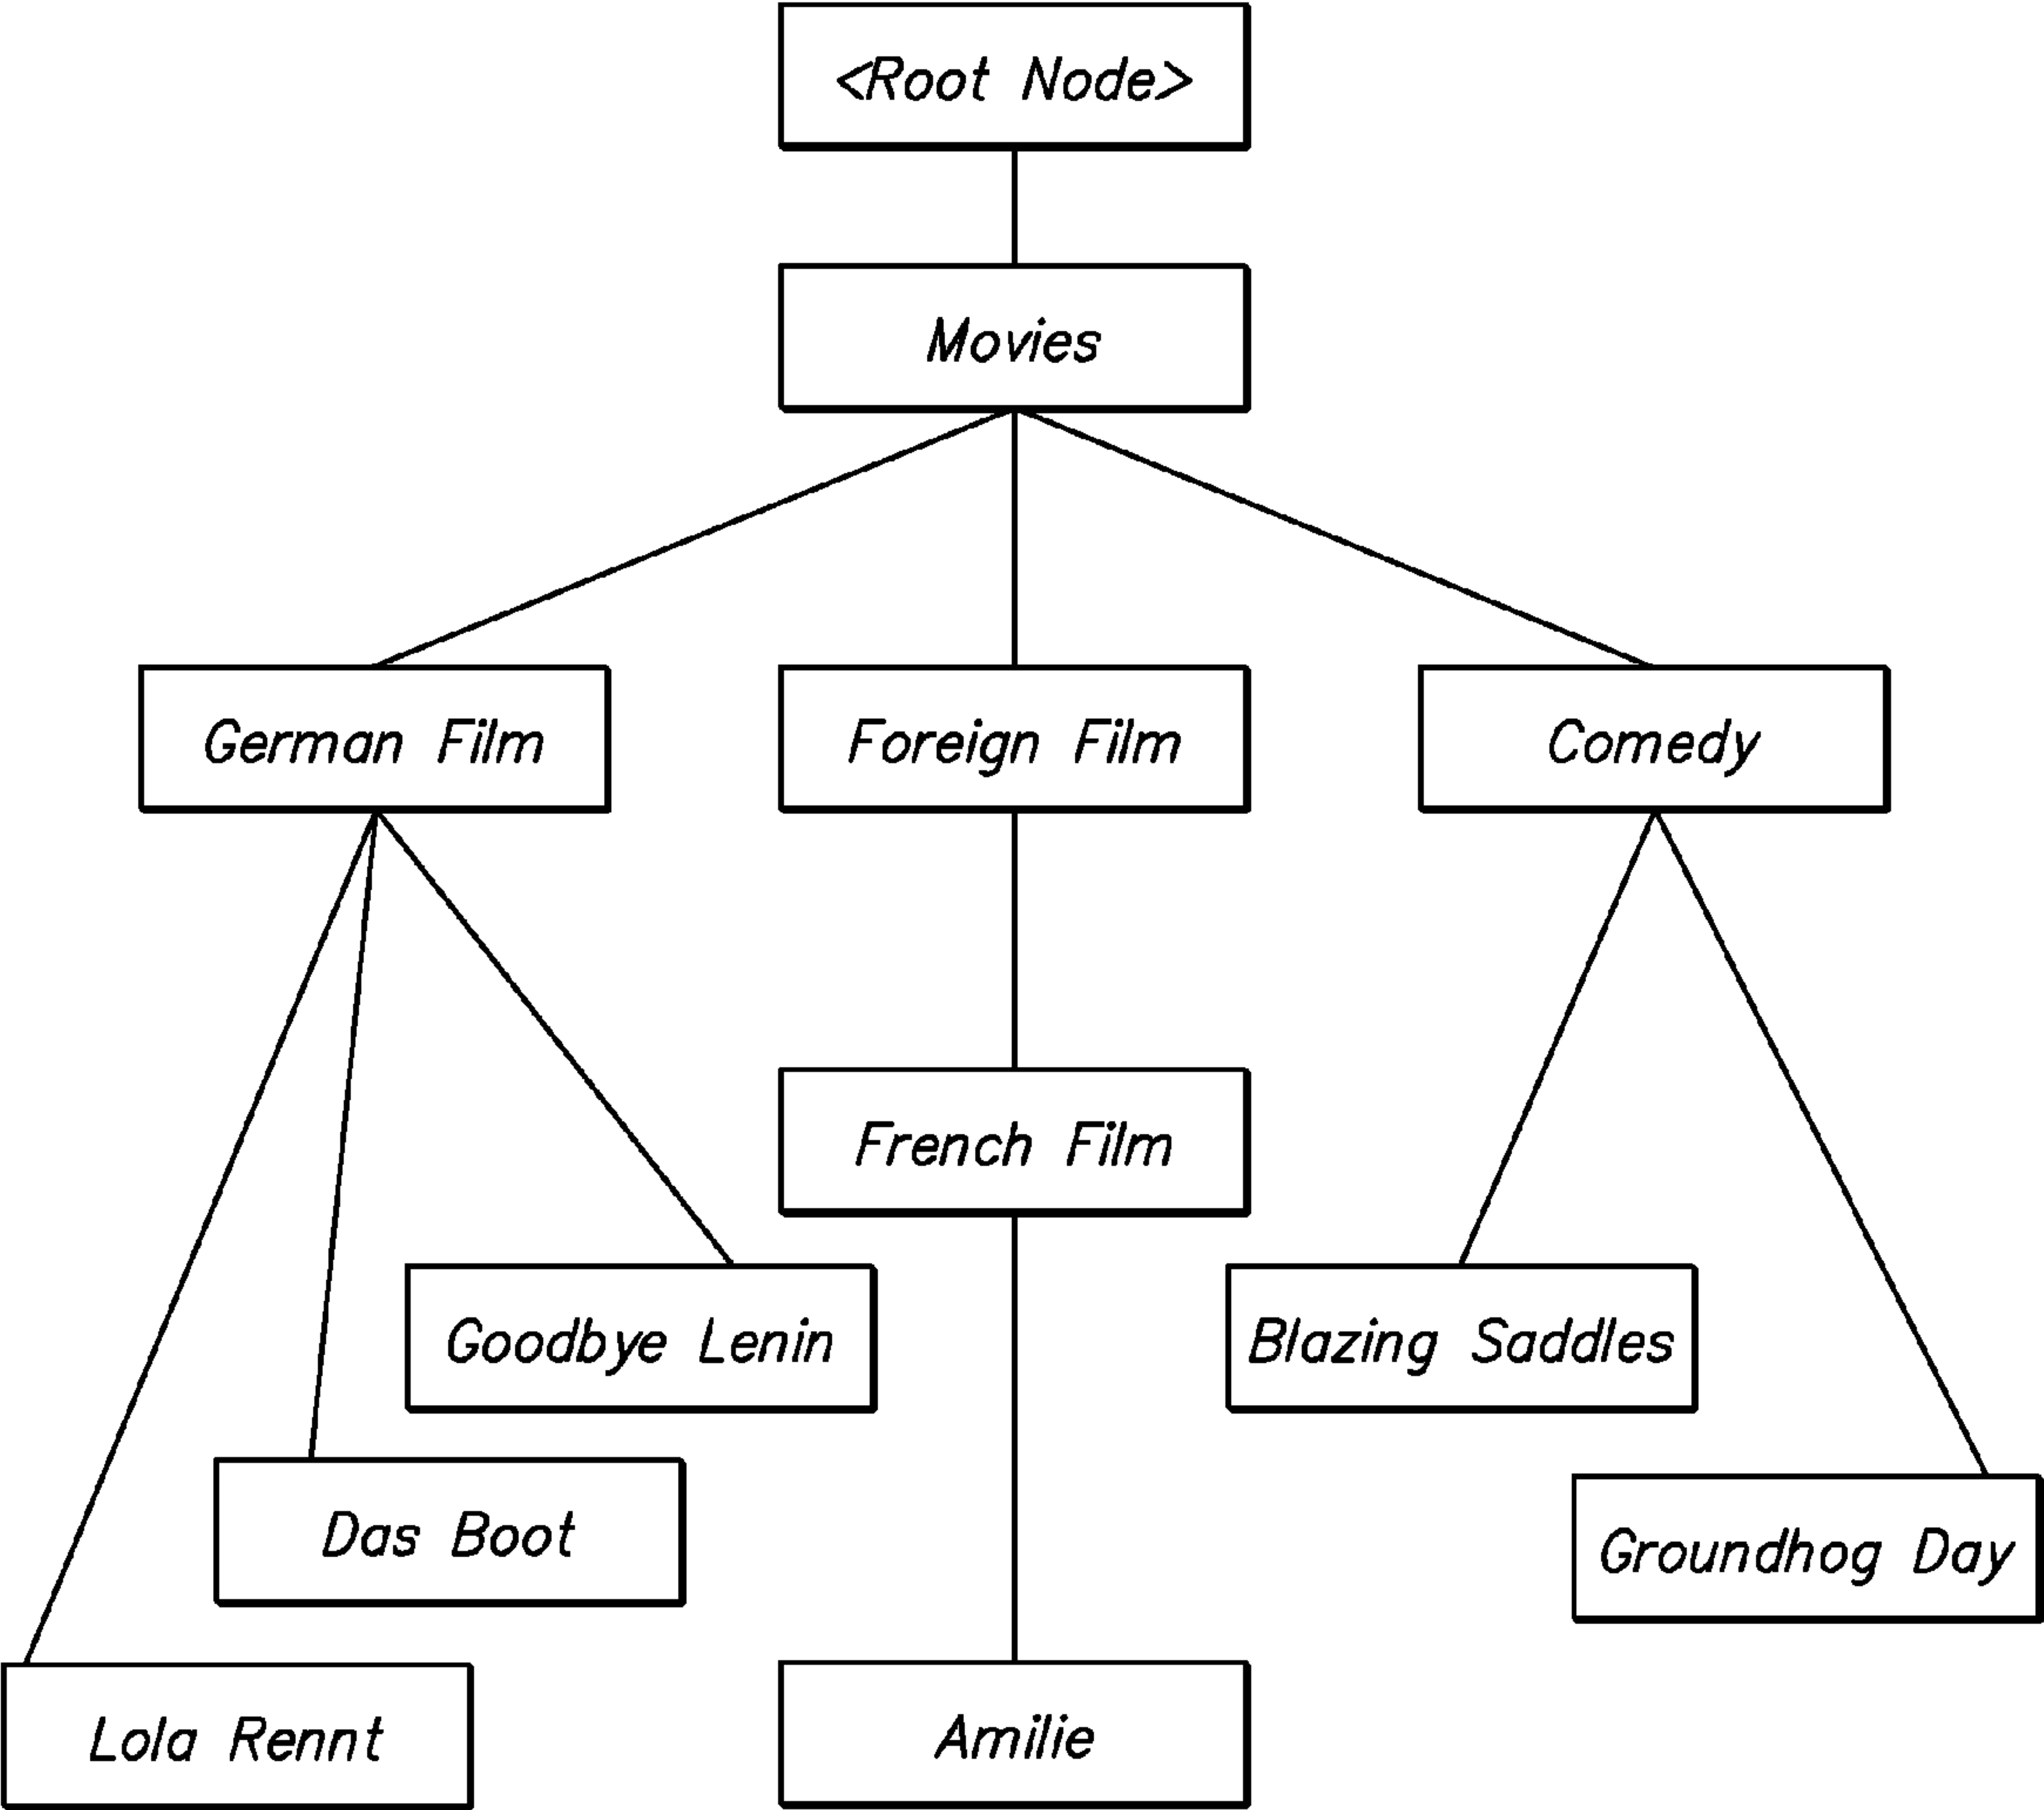 <Root Node>
Movies
German Film
Foreign Film
Comedy
French Film
Goodbye Lenin
Blazing Saddles
Das Boot
Groundhog Day
Lola Rennt
Amilie